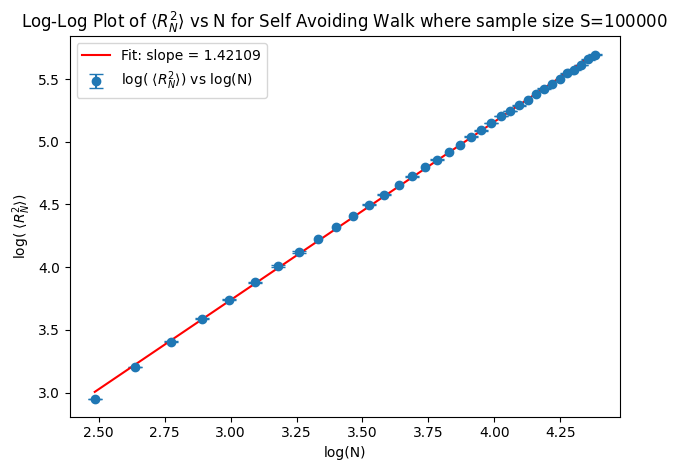 Log-Log Plot of ⟨R_N^2⟩ vs N for Self Avoiding Walk where sample size S=100000
Fit: slope = 1.42109
log( ⟨R_N^2⟩) vs log(N)
log( ⟨R_N^2⟩)
5.5
5.0
4.5
4.0
3.5
3.0
2.50 2.75 3.00 3.25 3.50 3.75 4.00 4.25
log(N)